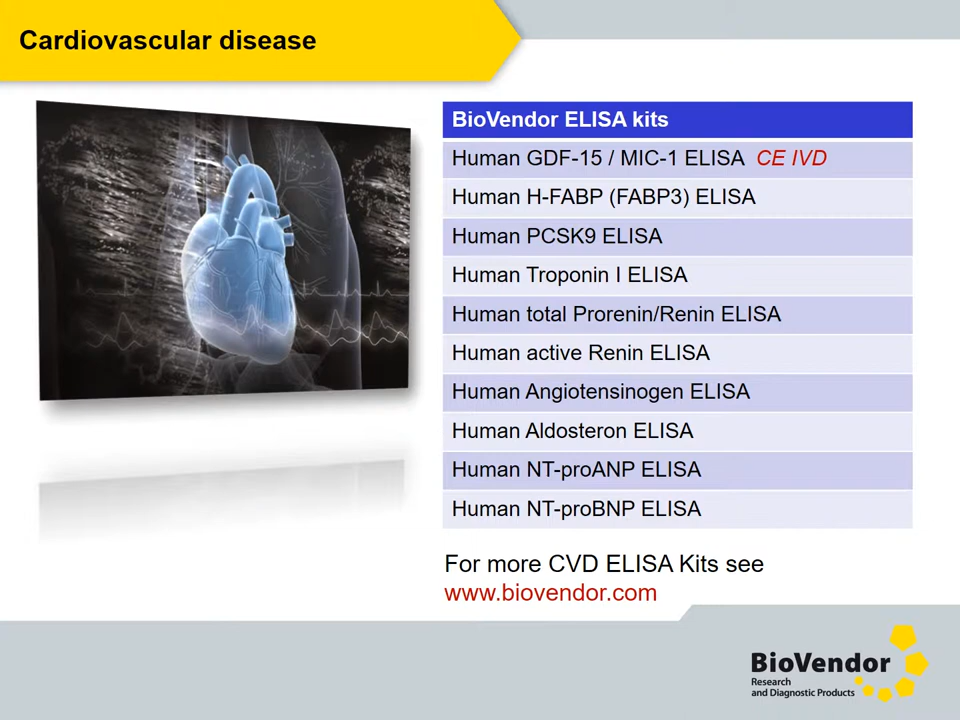 Cardiovascular disease
BioVendor ELISA kits
Human GDF-15 / MIC-1 ELISA CE IVD
Human H-FABP (FABP3) ELISA
Human PCSK9 ELISA
Human Troponin I ELISA
Human total Prorenin/Renin ELISA
Human active Renin ELISA
Human Angiotensinogen ELISA
Human Aldosteron ELISA
Human NT-proANP ELISA
Human NT-proBNP ELISA
For more CVD ELISA Kits see
www.biovendor.com
BioVendor
Research
and Diagnostic Products